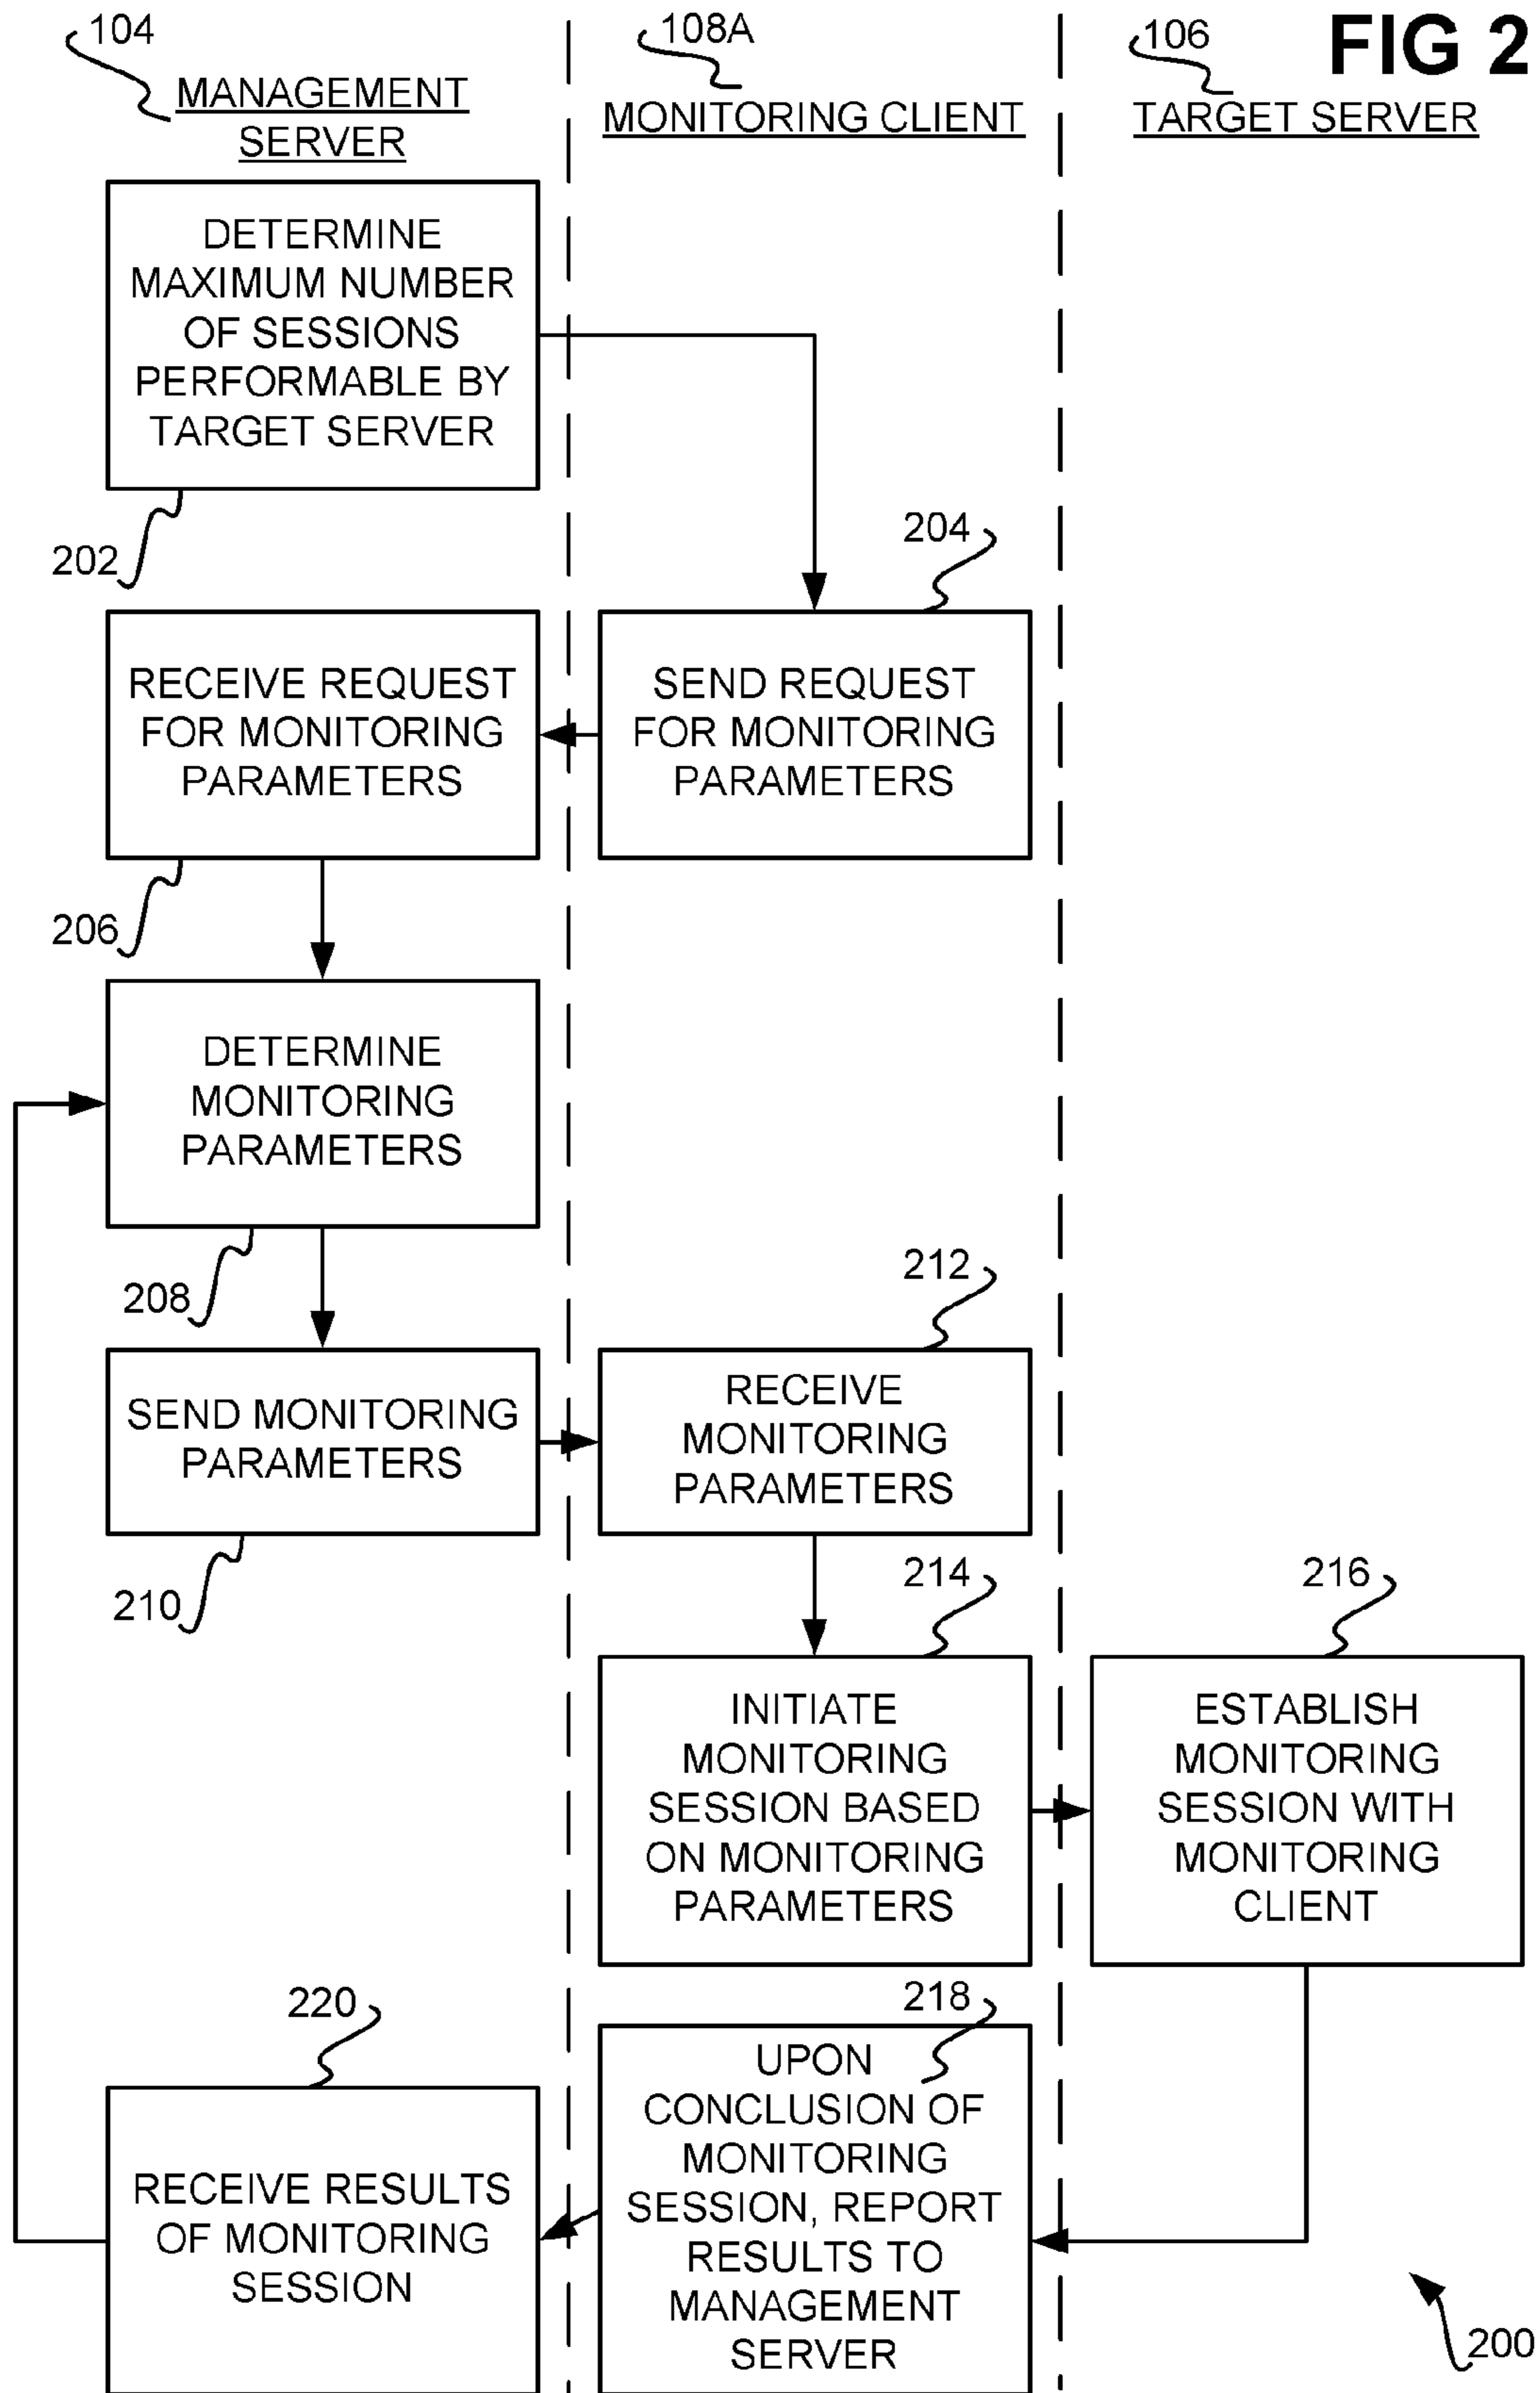 FIG 2
104
MANAGEMENT
SERVER
108A
MONITORING CLIENT
106
TARGET SERVER
DETERMINE
MAXIMUM NUMBER
OF SESSIONS
PERFORMABLE BY
TARGET SERVER
202
204
SEND REQUEST
FOR MONITORING
PARAMETERS
RECEIVE REQUEST
FOR MONITORING
PARAMETERS
206
DETERMINE
MONITORING
PARAMETERS
208
SEND MONITORING
PARAMETERS
210
212
RECEIVE
MONITORING
PARAMETERS
214
INITIATE
MONITORING
SESSION BASED
ON MONITORING
PARAMETERS
216
ESTABLISH
MONITORING
SESSION WITH
MONITORING
CLIENT
218
UPON
CONCLUSION OF
MONITORING
SESSION, REPORT
RESULTS TO
MANAGEMENT
SERVER
220
RECEIVE RESULTS
OF MONITORING
SESSION
200